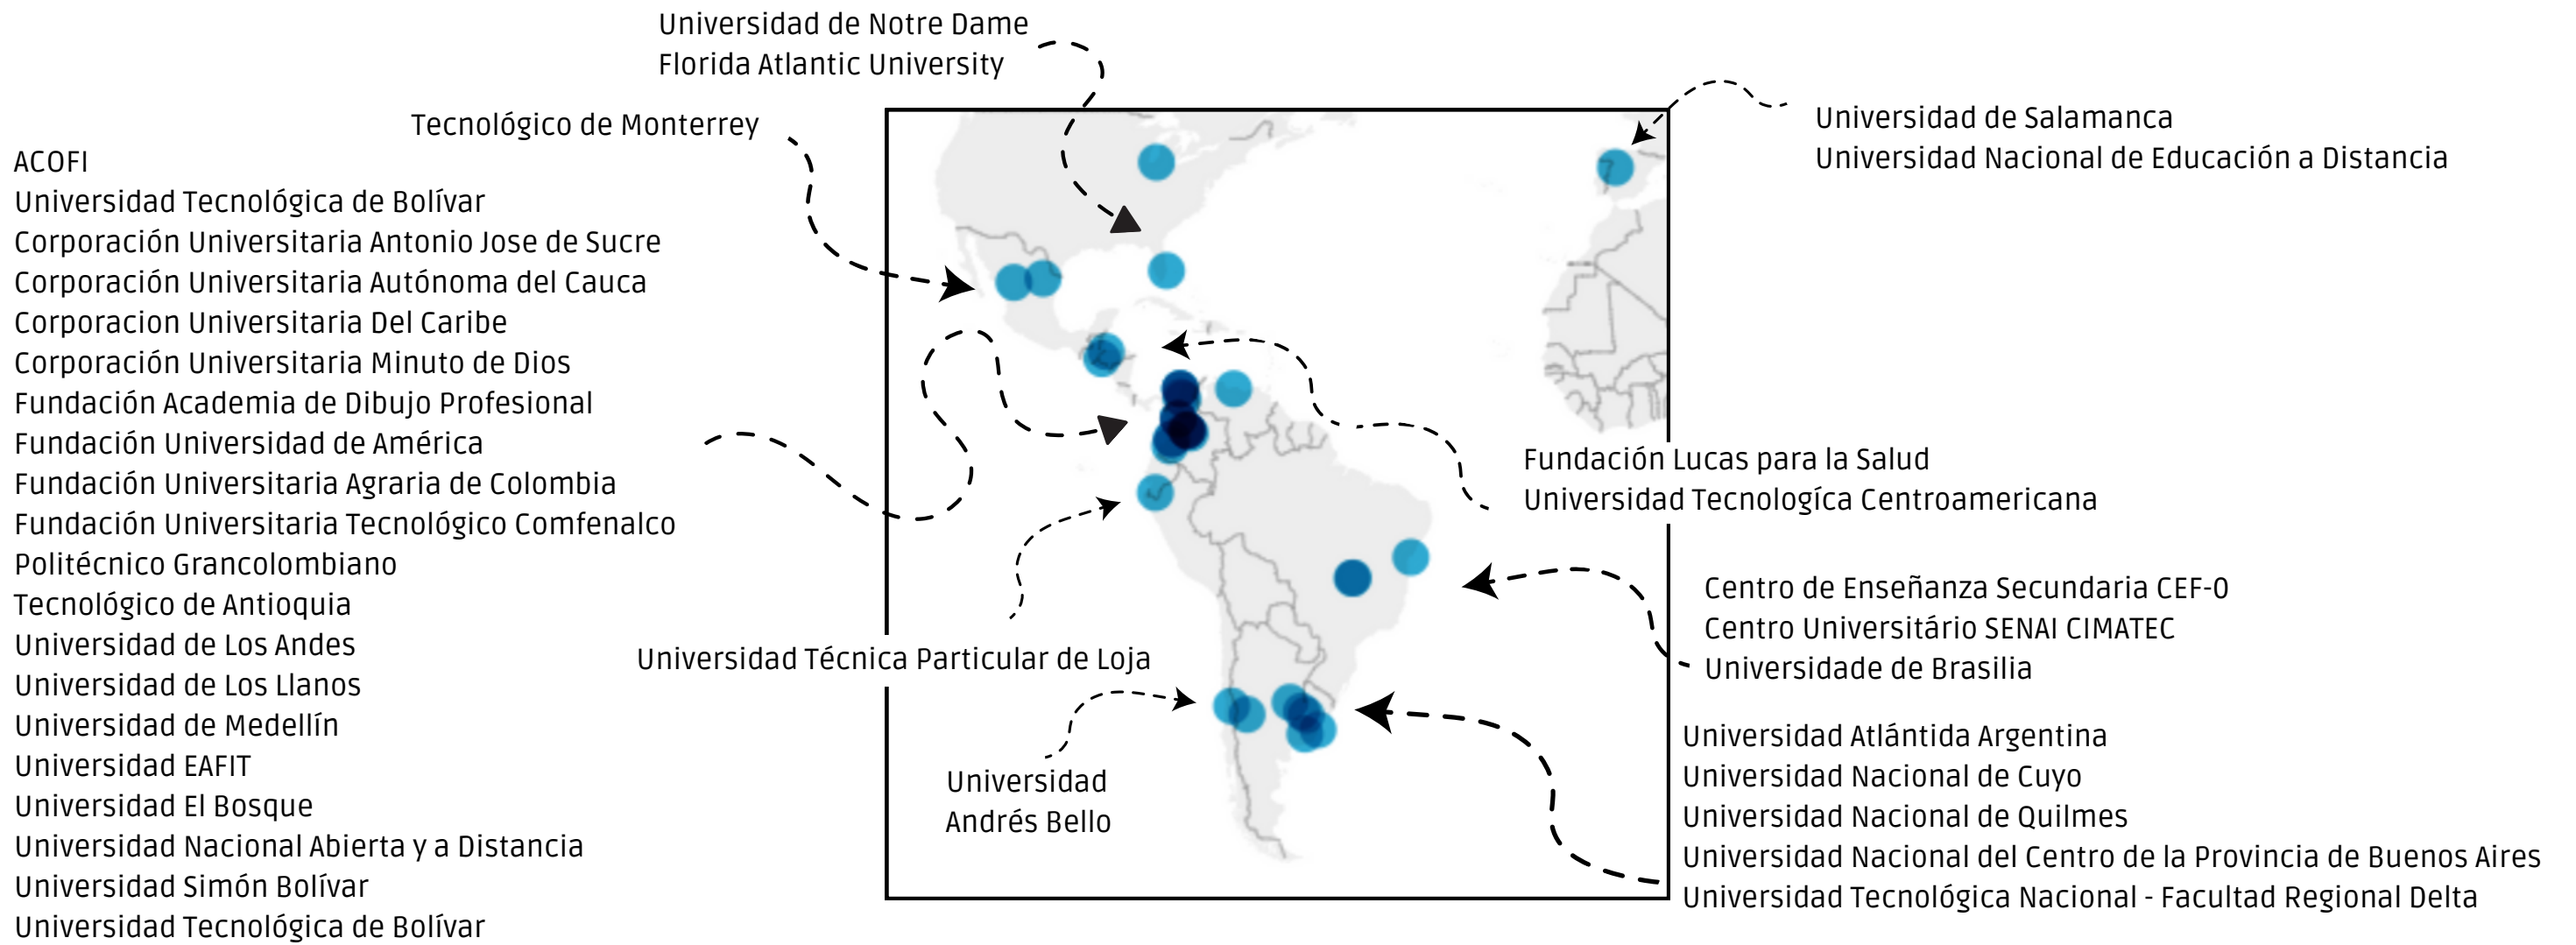 Universidad de Notre Dame
Florida Atlantic University
Tecnológico de Monterrey
Universidad de Salamanca
Universidad Nacional de Educación a Distancia
ACOFI
Universidad Tecnológica de Bolívar
Corporación Universitaria Antonio Jose de Sucre
Corporación Universitaria Autónoma del Cauca
Corporacion Universitaria Del Caribe
Corporación Universitaria Minuto de Dios
Fundación Academia de Dibujo Profesional
Fundación Universidad de América
Fundación Universitaria Agraria de Colombia
Fundación Universitaria Tecnológico Comfenalco
Politécnico Grancolombiano
Tecnológico de Antioquia
Universidad de Los Andes
Universidad de Los Llanos
Universidad de Medellín
Universidad EAFIT
Universidad El Bosque
Universidad Nacional Abierta y a Distancia
Universidad Simón Bolívar
Universidad Tecnológica de Bolívar
Fundación Lucas para la Salud
Universidad Tecnologíca Centroamericana
Centro de Enseñanza Secundaria CEF-0
Centro Universitário SENAI CIMATEC
Universidade de Brasilia
Universidad Técnica Particular de Loja
Universidad
Andrés Bello
Universidad Atlántida Argentina
Universidad Nacional de Cuyo
Universidad Nacional de Quilmes
Universidad Nacional del Centro de la Provincia de Buenos Aires
Universidad Tecnológica Nacional - Facultad Regional Delta